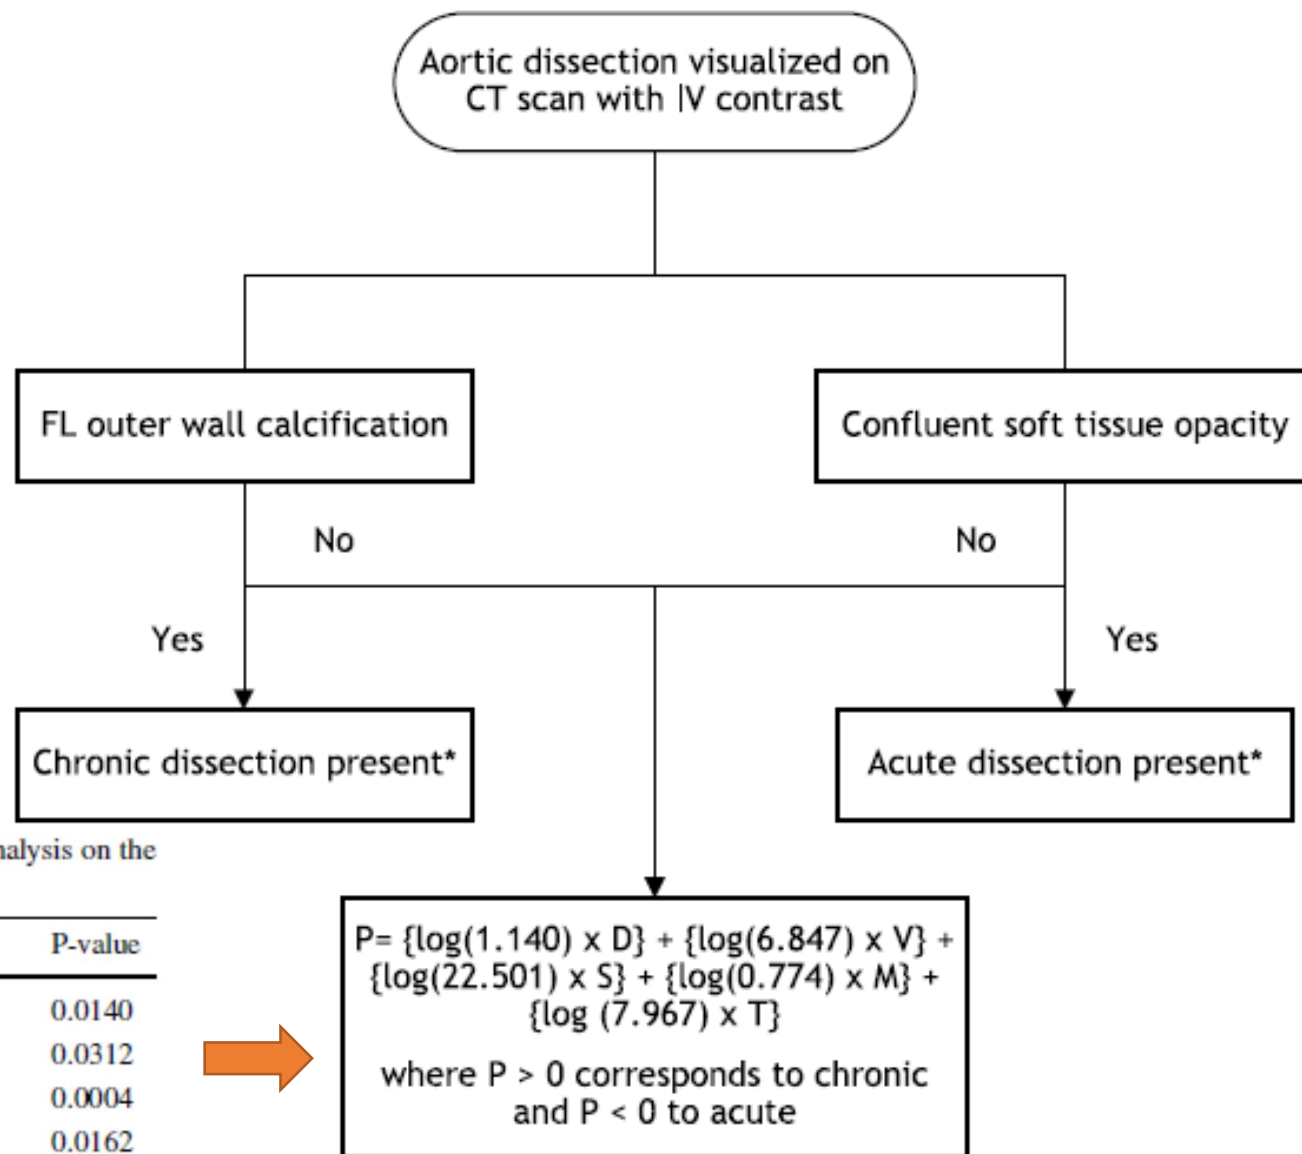 Aortic dissection visualized on
CT scan with IV contrast
FL outer wall calcification
Confluent soft tissue opacity
No
No
Yes
Yes
Chronic dissection present*
Acute dissection present*
nalysis on the
P-value
0.0140
0.0312
0.0004
0.0162
P= {log(1.140) x D} + {log(6.847) x V} +
{log(22.501) x S} + {log(0.774) x M} +
{log (7.967) x T}
where P > 0 corresponds to chronic
and P < 0 to acute